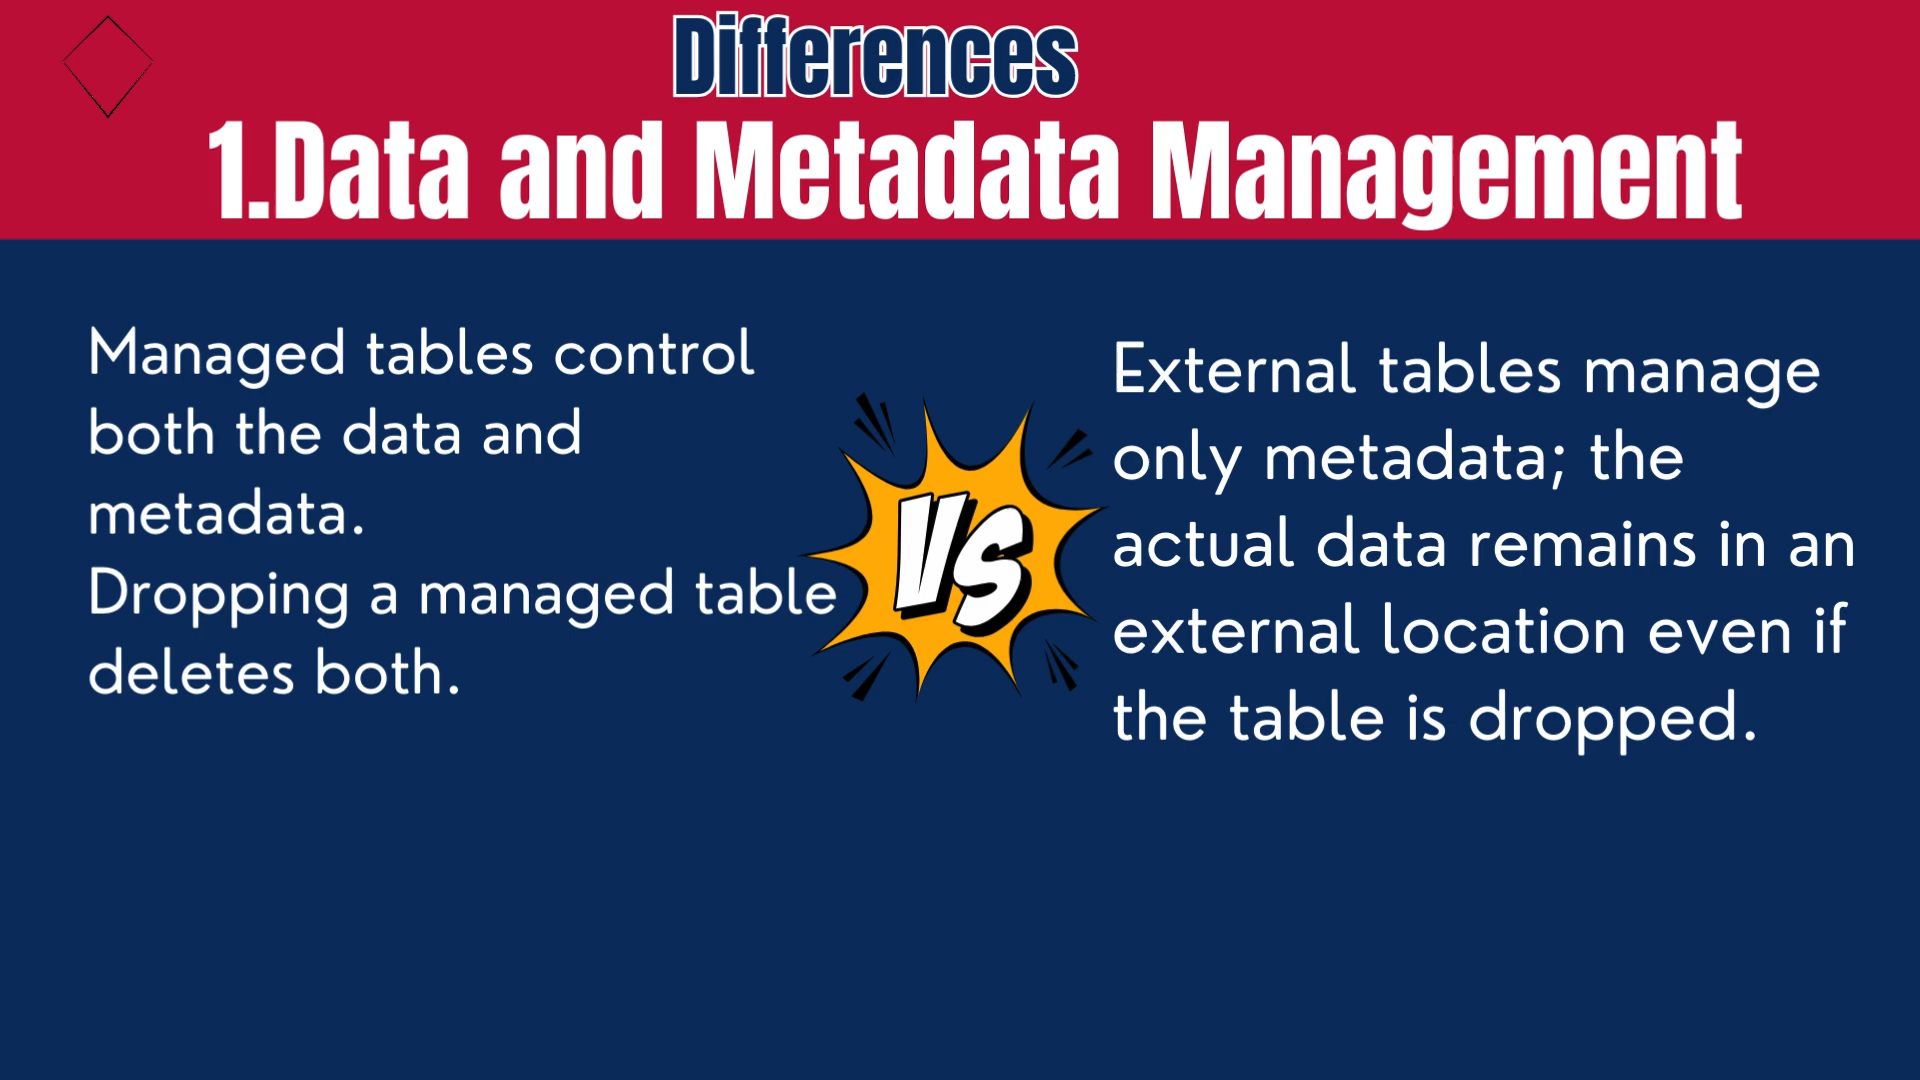 Differences
1.Data and Metadata Management
Managed tables control
both the data and
metadata.
Dropping a managed table
deletes both.
VS
External tables manage
only metadata; the
actual data remains in an
external location even if
the table is dropped.